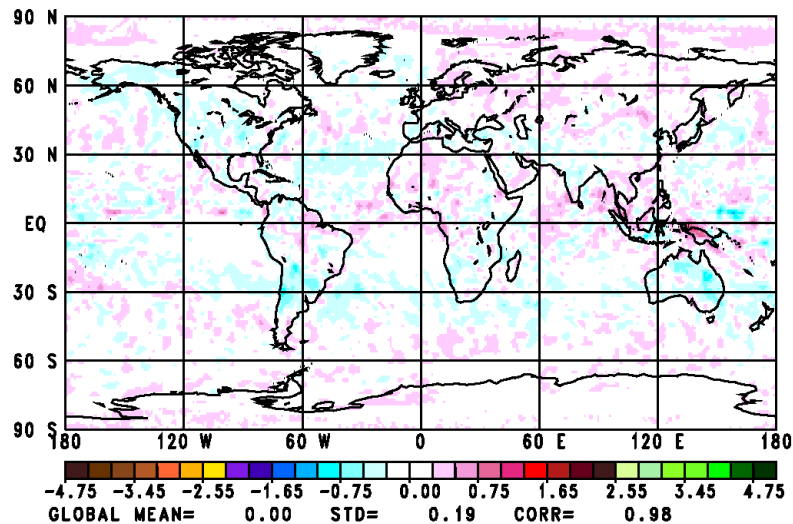 90 N
60 N
30 N
EQ
30 S
60 S
90 S
180 120 W 60 W 0 60 E 120 E 180
-4.75 -3.45 -2.55 -1.65 -0.75 0.00 0.75 1.65 2.55 3.45 4.75
GLOBAL MEAN= 0.00 STD= 0.19 CORR= 0.98